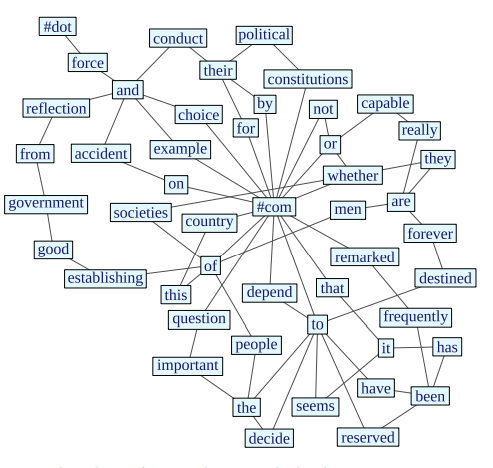 #dot
conduct
political
force
their
constitutions
and
reflection
choice
by
not
capable
for
or
really
from
accident
example
they
on
whether
government
societies
country
#com
men
are
good
of
remarked
forever
establishing
this
depend
that
destined
question
to
frequently
people
it
has
important
the
seems
have
been
decide
reserved